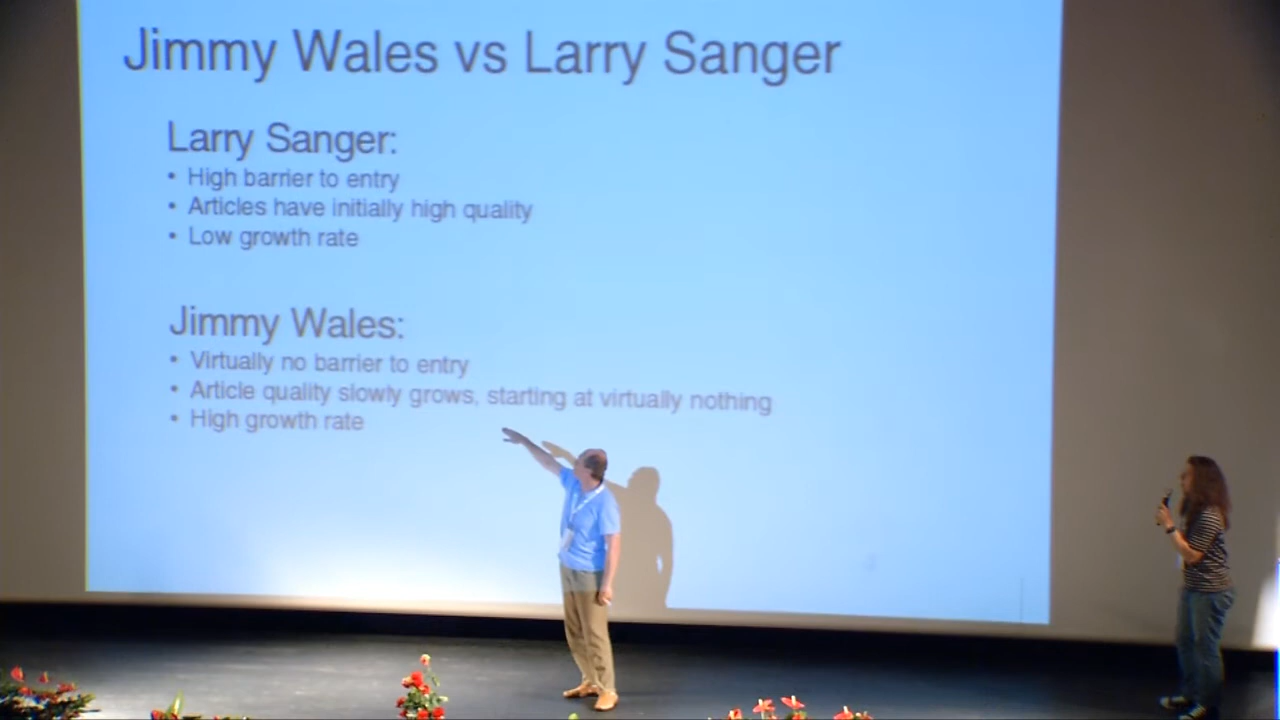 Jimmy Wales vs Larry Sanger
Larry Sanger:
• High barrier to entry
• Articles have initially high quality
• Low growth rate
Jimmy Wales:
• Virtually no barrier to entry
• Article quality slowly grows, starting at virtually nothing
• High growth rate